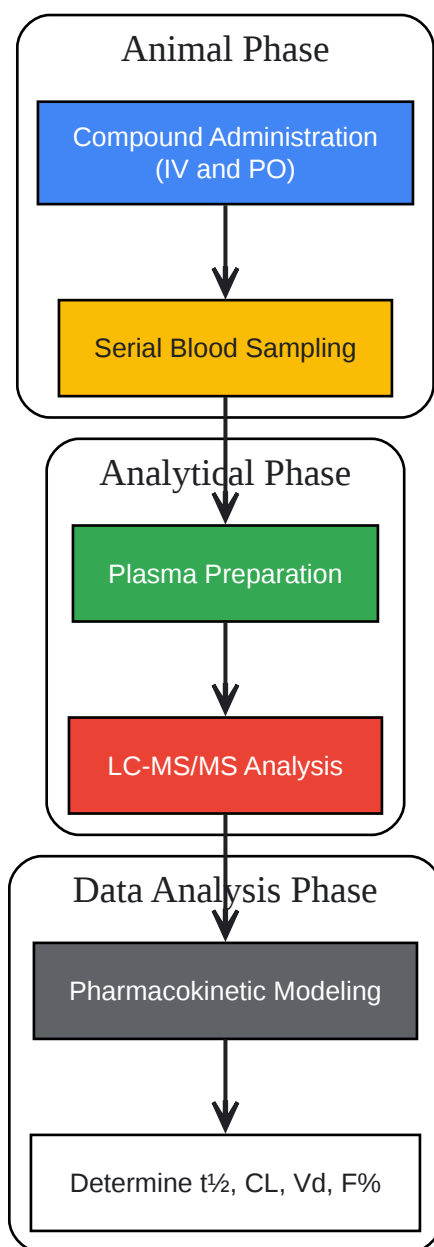 Animal Phase
Compound Administration
(IV and PO)
Serial Blood Sampling
Analytical Phase
Plasma Preparation
LC-MS/MS Analysis
Data Analysis Phase
Pharmacokinetic Modeling
Determine t½, CL, Vd, F%